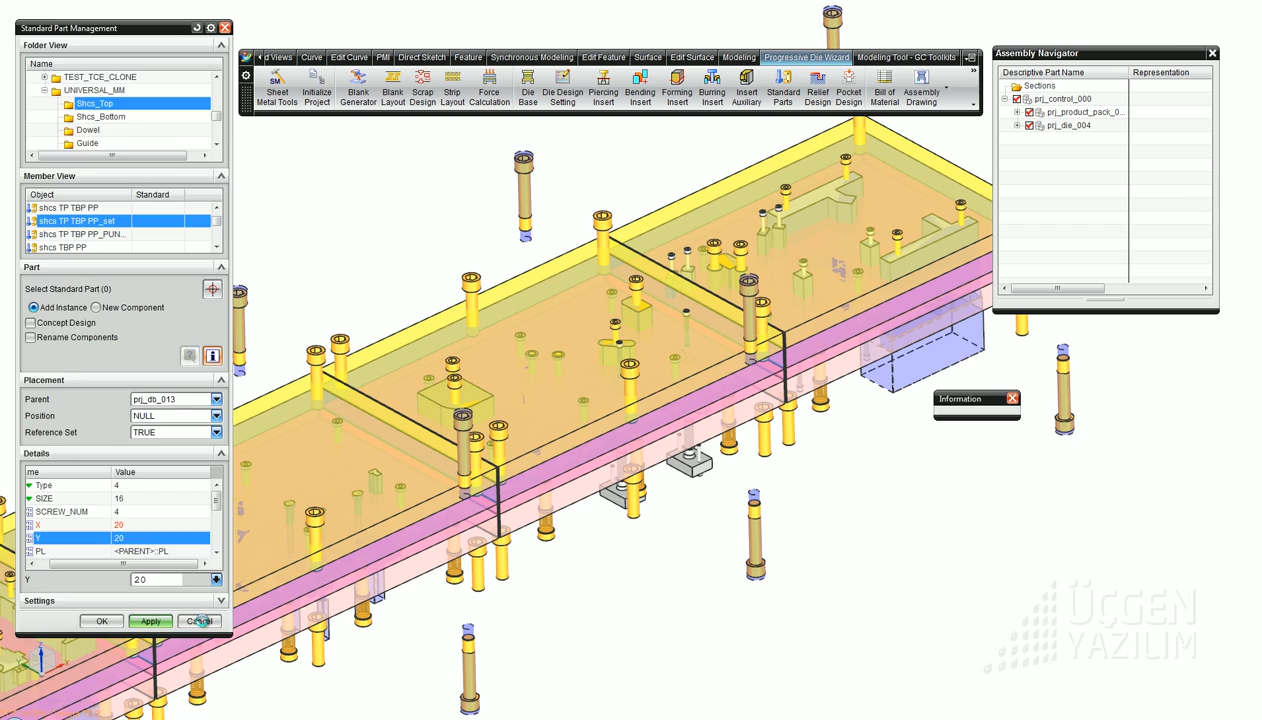 Standard Part Management
Folder View
Name
TEST_TCE_CLONE
UNIVERSAL_MM
Shcs_Top
Shcs_Bottom
Dowel
Guide
Member View
Object Standard
shcs TP TBP PP
shcs TP TBP PP_set
shcs TP TBP PP_PUN...
shcs TBP PP
Part
Select Standard Part (0)
Add Instance New Component
Concept Design
Rename Components
Placement
Parent prj_db_013
Position NULL
Reference Set TRUE
Details
me Value
Type 4
SIZE 16
SCREW_NUM 4
X 20
Y 20
PL <PARENT>::PL
Y 20
Settings
OK Apply Cancel
d Views Curve Edit Curve PMI Direct Sketch Feature Synchronous Modeling Edit Feature Surface Edit Surface Modeling Progressive Die Wizard Modeling Tool - GC Toolkits
Sheet Metal Tools
Initialize Project
Blank Generator
Blank Layout
Scrap Design
Strip Layout
Force Calculation
Die Base
Die Design Setting
Piercing Insert
Bending Insert
Forming Insert
Burring Insert
Insert Auxiliary
Standard Parts
Relief Design
Pocket Design
Bill of Material
Assembly Drawing
Assembly Navigator
Descriptive Part Name Representation
Sections
prj_control_000
prj_product_pack_0...
prj_die_004
Information
ÜÇGEN
YAZILIM